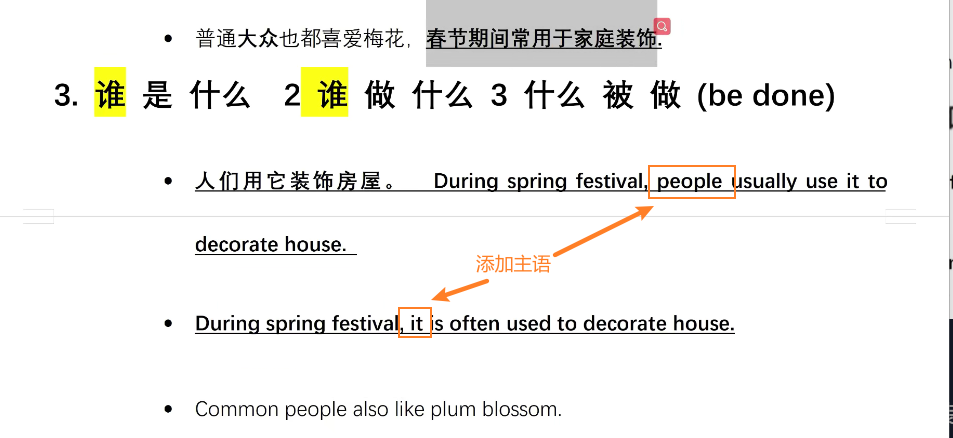 普通大众也都喜爱梅花，春节期间常用于家庭装饰.
3. 谁 是 什么 2 谁 做 什么 3 什么 被 做 (be done)
人们用它装饰房屋。 During spring festival, people usually use it to
decorate house.
添加主语
During spring festival, it is often used to decorate house.
Common people also like plum blossom.